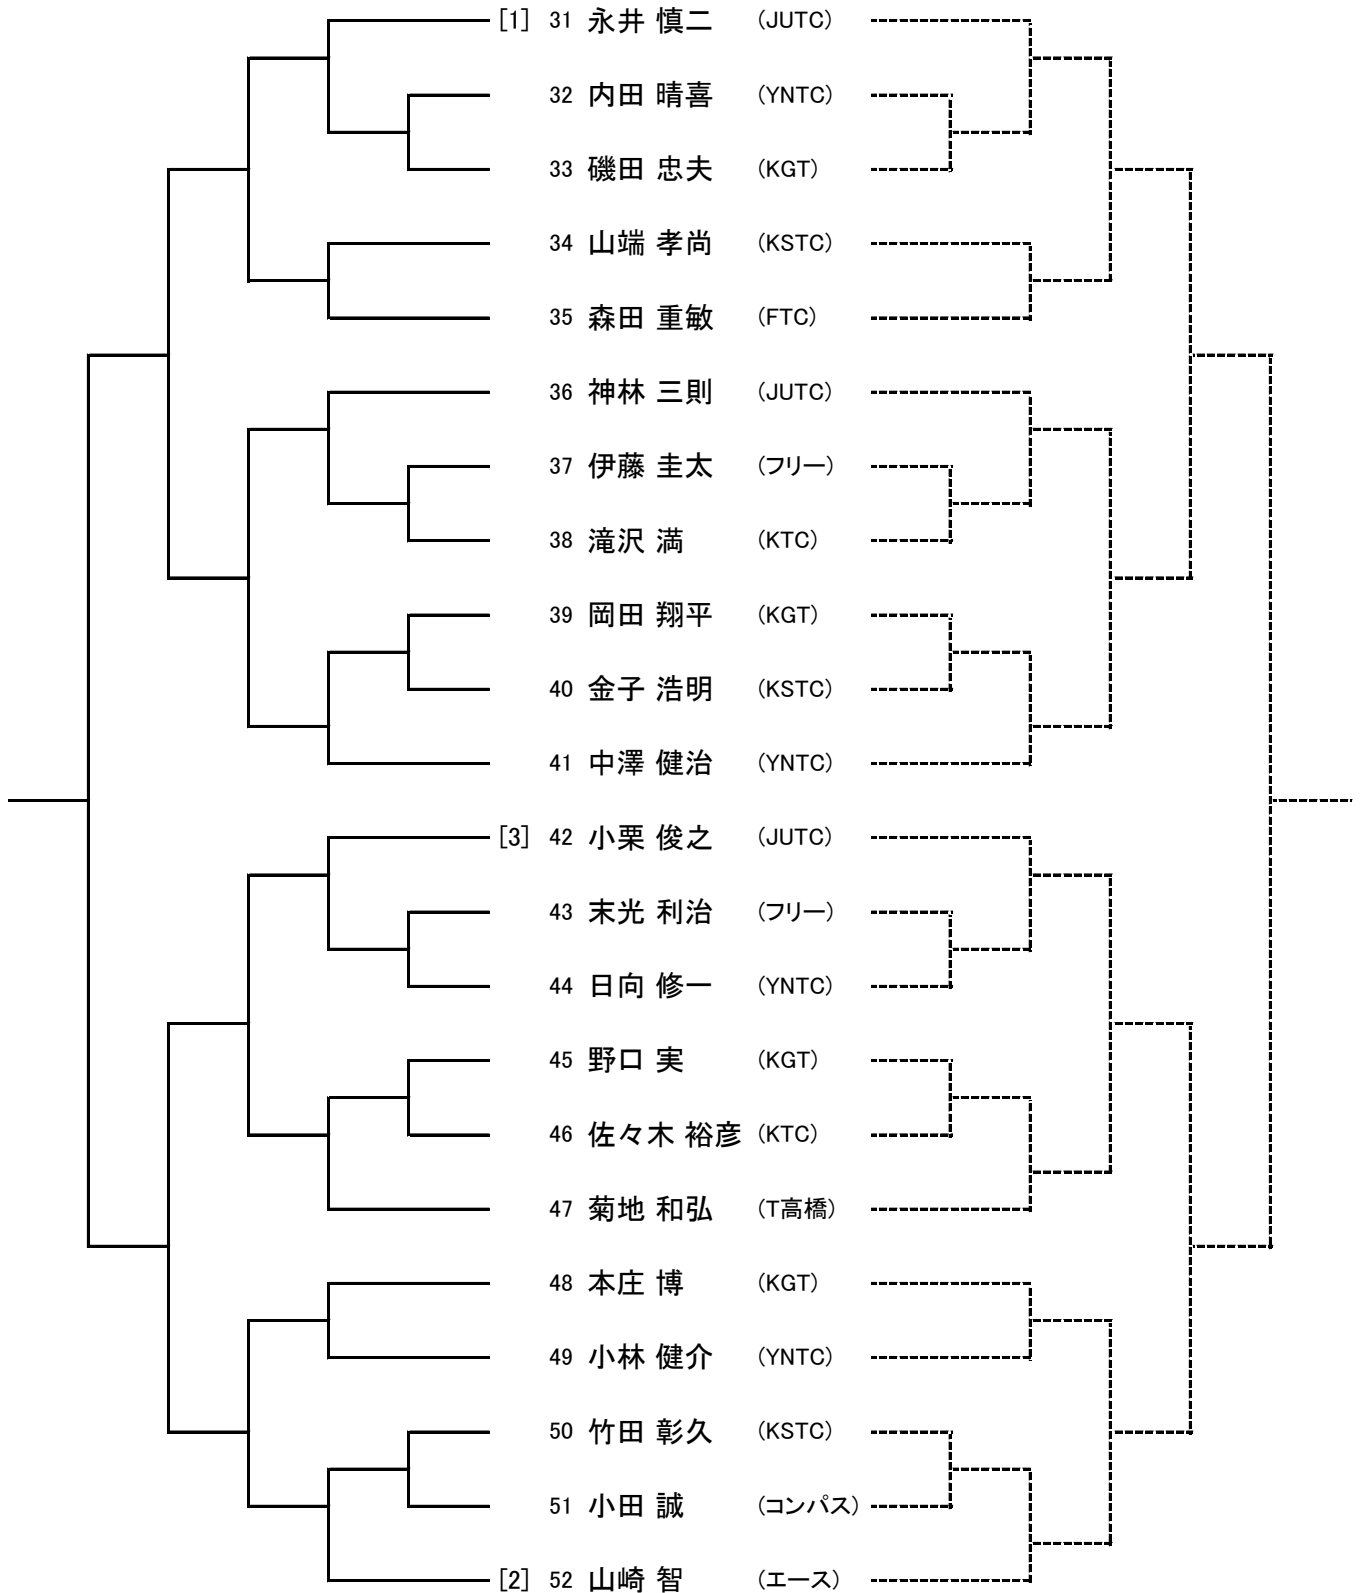 [1] 31 永井 慎二 (JUTC)
32 内田 晴喜 (YNTC)
33 磯田 忠夫 (KGT)
34 山端 孝尚 (KSTC)
35 森田 重敏 (FTC)
36 神林 三則 (JUTC)
37 伊藤 圭太 (フリー)
38 滝沢 満 (KTC)
39 岡田 翔平 (KGT)
40 金子 浩明 (KSTC)
41 中澤 健治 (YNTC)
[3] 42 小栗 俊之 (JUTC)
43 末光 利治 (フリー)
44 日向 修一 (YNTC)
45 野口 実 (KGT)
46 佐々木 裕彦 (KTC)
47 菊地 和弘 (T高橋)
48 本庄 博 (KGT)
49 小林 健介 (YNTC)
50 竹田 彰久 (KSTC)
51 小田 誠 (コンパス)
[2] 52 山崎 智 (エース)